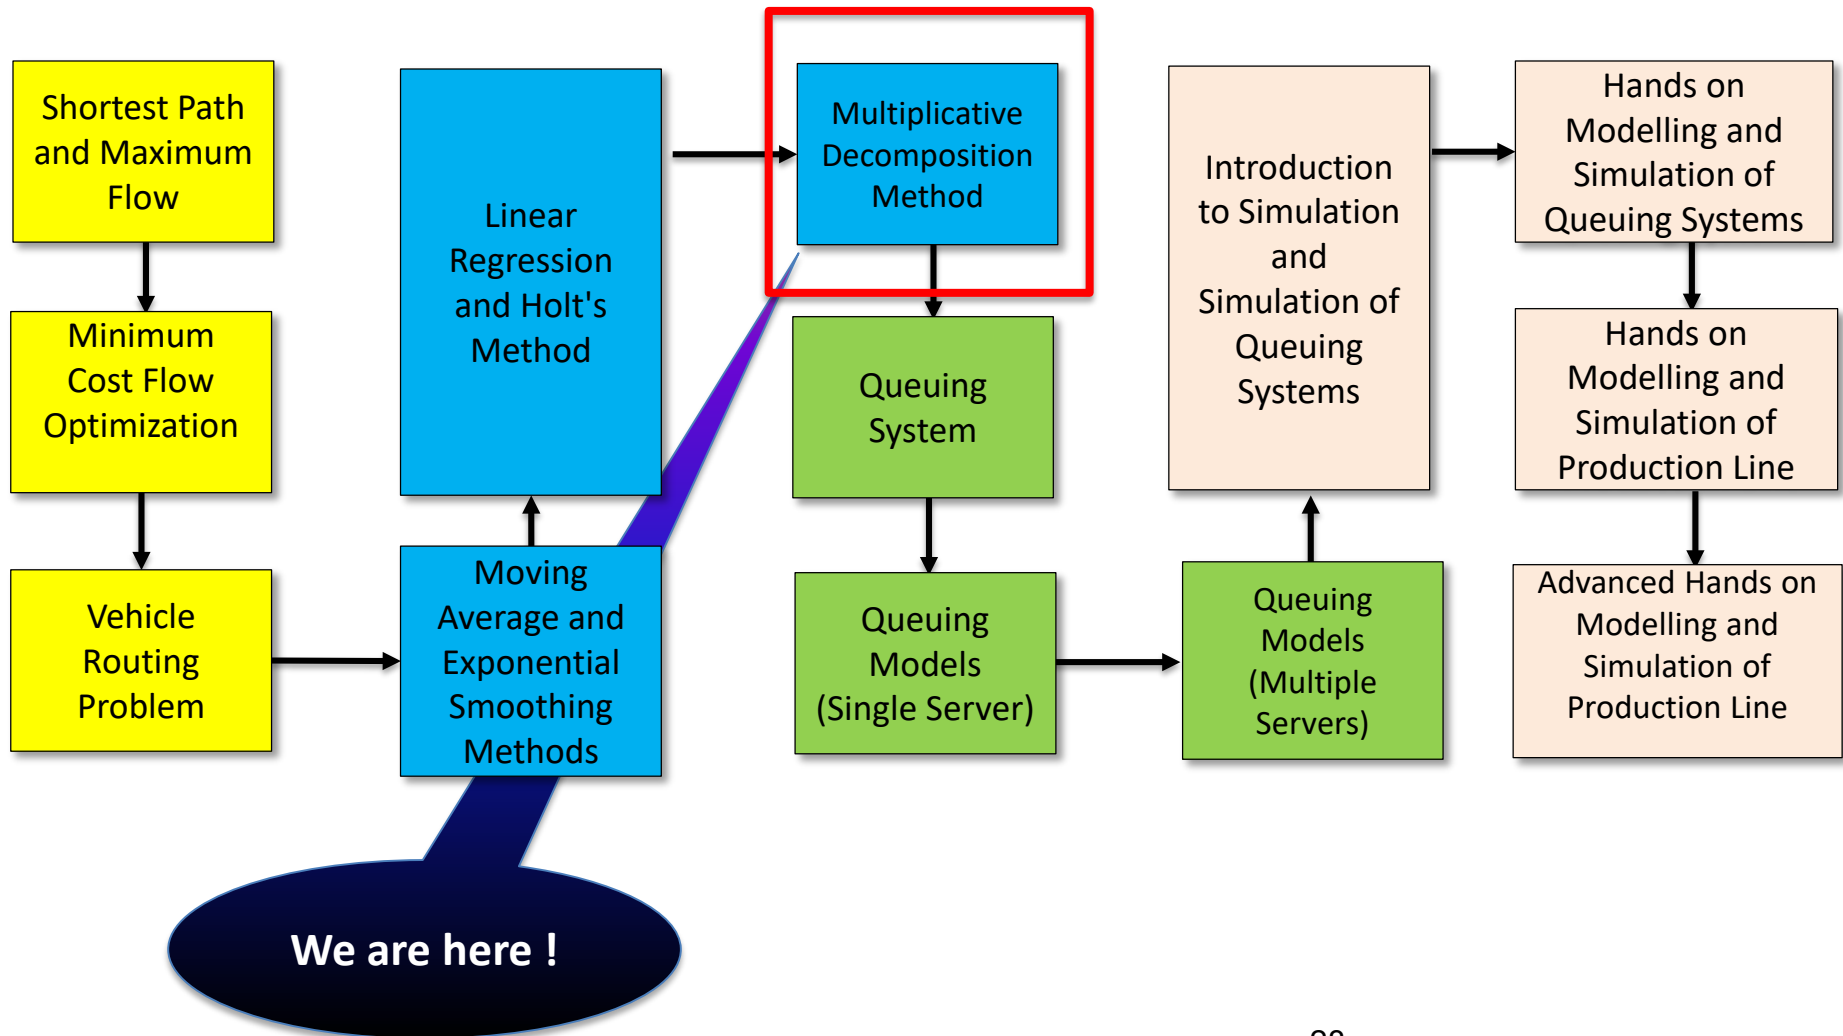 Shortest Path
and Maximum
Flow
Minimum
Cost Flow
Optimization
Vehicle
Routing
Problem
Moving
Average and
Exponential
Smoothing
Methods
Linear
Regression
and Holt's
Method
Multiplicative
Decomposition
Method
Queuing
System
Queuing
Models
(Single Server)
Queuing
Models
(Multiple
Servers)
Introduction
to Simulation
and
Simulation of
Queuing
Systems
Hands on
Modelling and
Simulation of
Queuing Systems
Hands on
Modelling and
Simulation of
Production Line
Advanced Hands on
Modelling and
Simulation of
Production Line
We are here !